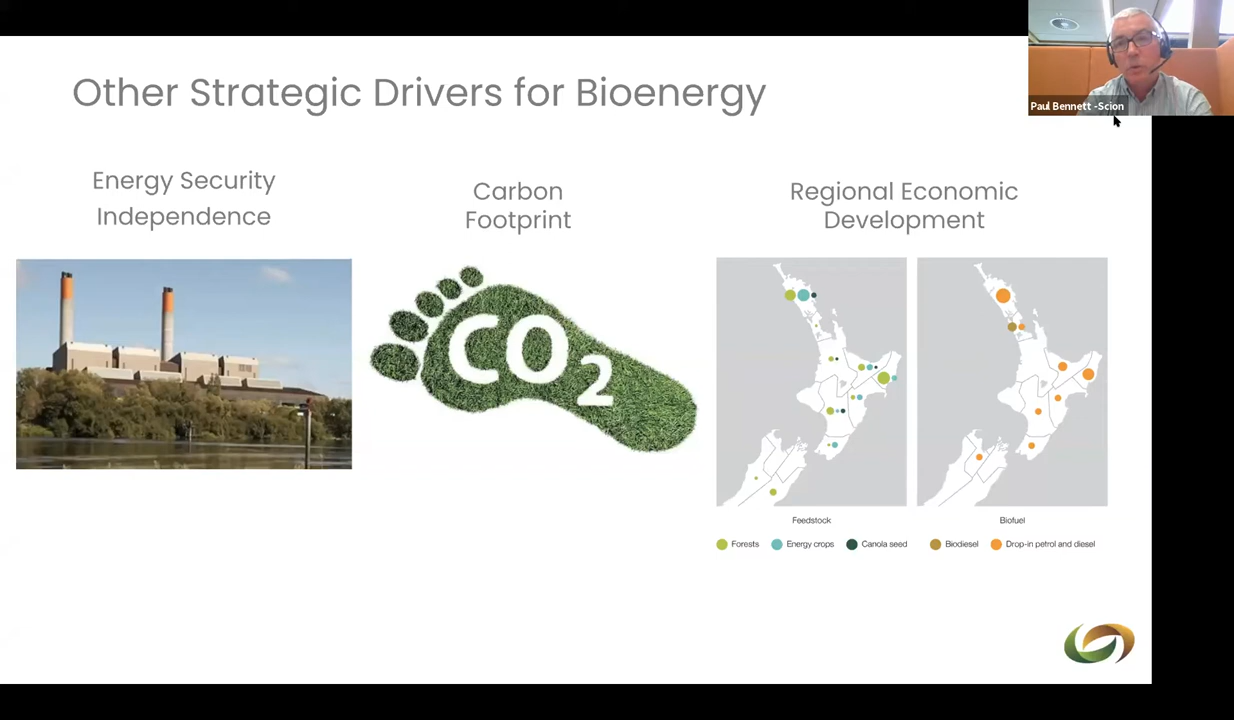 Paul Bennett -Scion
Other Strategic Drivers for Bioenergy
Energy Security
Independence
Carbon
Footprint
Regional Economic
Development
CO2
Feedstock
Biofuel
Forests
Energy crops
Canola seed
Biodiesel
Drop-in petrol and diesel